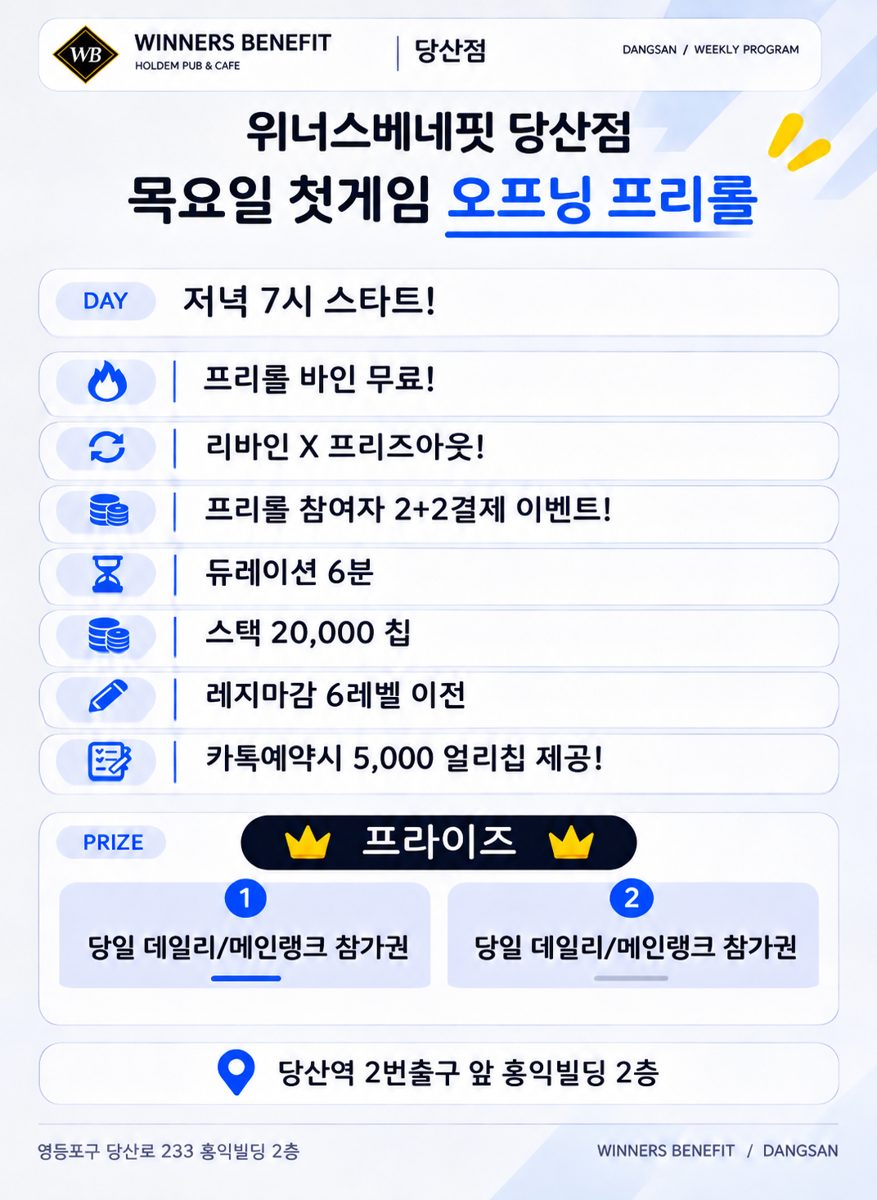 WB
WINNERS BENEFIT
HOLDEM PUB & CAFE
당산점
DANGSAN / WEEKLY PROGRAM
위너스베네핏 당산점
목요일 첫게임 오프닝 프리롤
DAY
저녁 7시 스타트!
프리롤 바인 무료!
리바인 X 프리즈아웃!
프리롤 참여자 2+2결제 이벤트!
듀레이션 6분
스택 20,000 칩
레지마감 6레벨 이전
카톡예약시 5,000 얼리칩 제공!
PRIZE
프라이즈
1
당일 데일리/메인랭크 참가권
2
당일 데일리/메인랭크 참가권
당산역 2번출구 앞 홍익빌딩 2층
영등포구 당산로 233 홍익빌딩 2층
WINNERS BENEFIT / DANGSAN